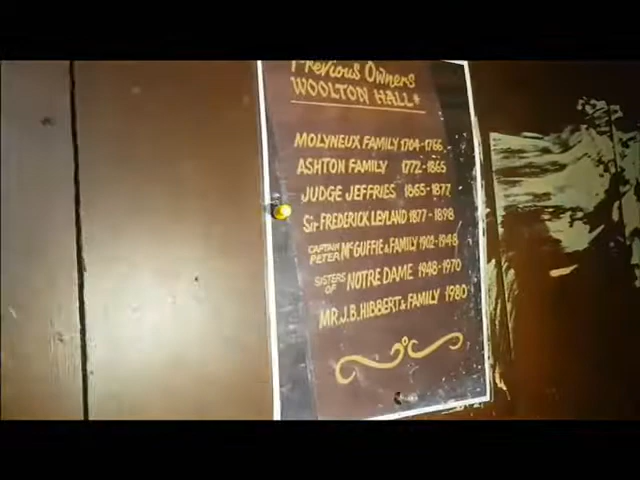 Previous Owners
WOOLTON HALL
MOLYNEUX FAMILY 1704-1766
ASHTON FAMILY 1772-1865
JUDGE JEFFRIES 1865-1877
SIR FREDERICK LEYLAND 1877-1898
CAPTAIN PETER McGUFFIE & FAMILY 1902-1948
SISTERS OF NOTRE DAME 1948-1970
MR.J.B.HIBBERT & FAMILY 1980